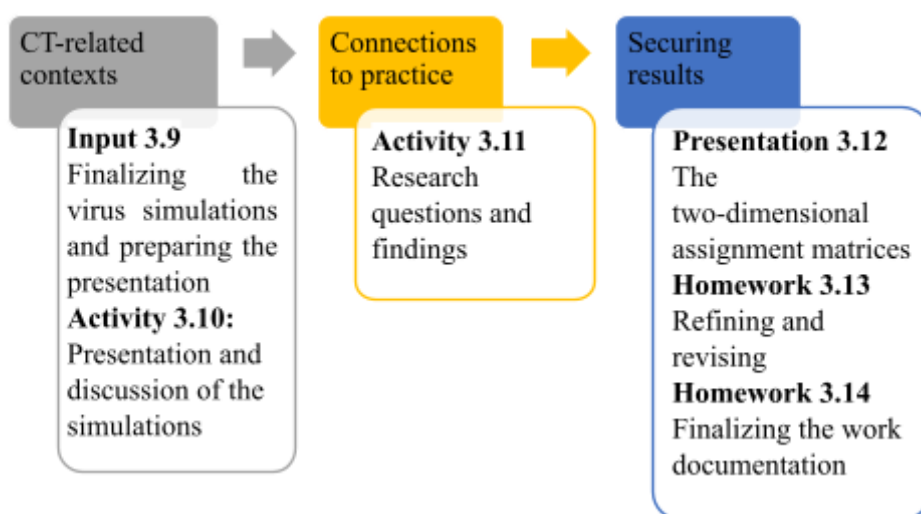 CT-related
contexts
Input 3.9
Finalizing the
virus simulations
and preparing the
presentation
Activity 3.10:
Presentation and
discussion of the
simulations
Connections
to practice
Activity 3.11
Research
questions and
findings
Securing
results
Presentation 3.12
The
two-dimensional
assignment matrices
Homework 3.13
Refining and
revising
Homework 3.14
Finalizing the work
documentation